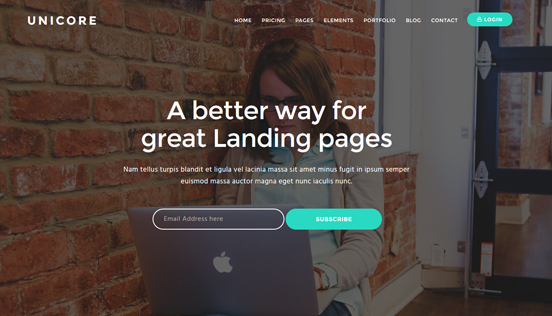 UNICORE
HOME PRICING PAGES ELEMENTS PORTFOLIO BLOG CONTACT LOGIN
A better way for
great Landing pages
Nam tellus turpis blandit et ligula vel lacinia massa sit amet minus fugit in ipsum semper
euismod massa auctor magna eget nunc iaculis nunc.
Email Address here SUBSCRIBE